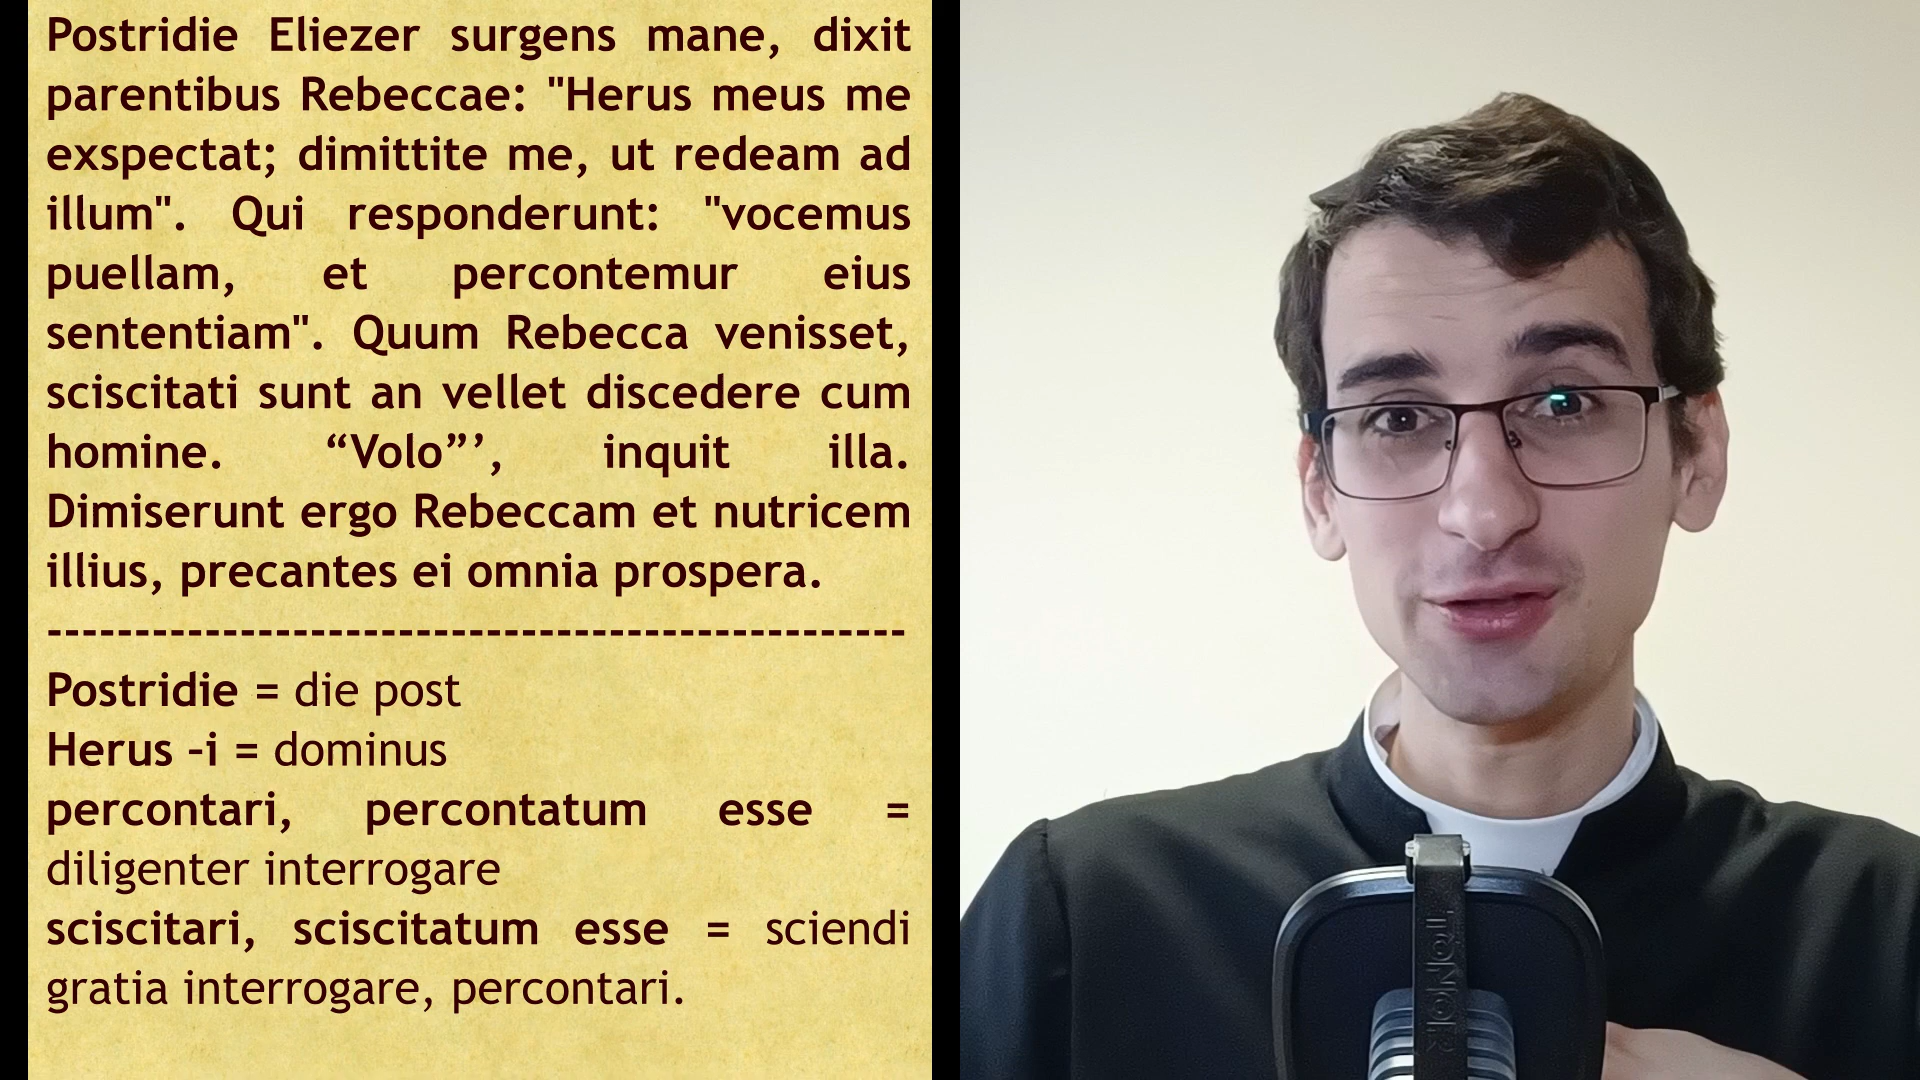 Postridie Eliezer surgens mane, dixit
parentibus Rebeccae: "Herus meus me
exspectat; dimittite me, ut redeam ad
illum". Qui responderunt: "vocemus
puellam, et percontemur eius
sententiam". Quum Rebecca venisset,
sciscitati sunt an vellet discedere cum
homine. “Volo”’, inquit illa.
Dimiserunt ergo Rebeccam et nutricem
illius, precantes ei omnia prospera.
-------------------------------------------------
Postridie = die post
Herus –i = dominus
percontari, percontatum esse =
diligenter interrogare
sciscitari, sciscitatum esse = sciendi
gratia interrogare, percontari.
TONOR